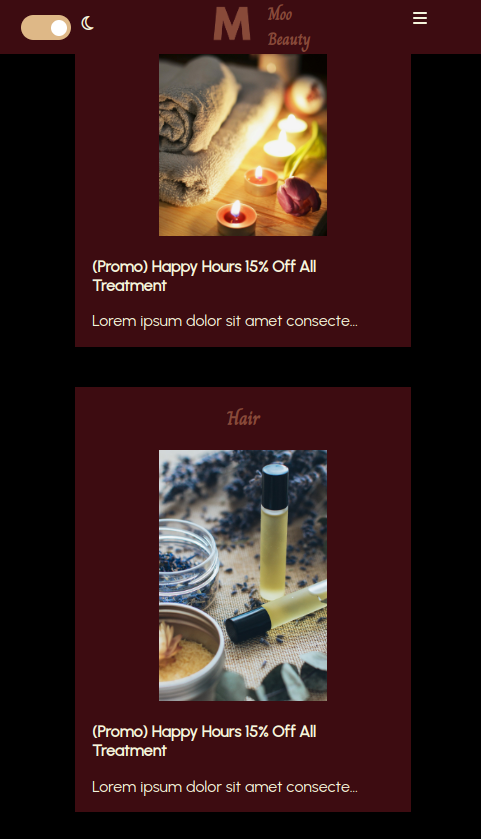 M
Moo
Beauty
(Promo) Happy Hours 15% Off All
Treatment
Lorem ipsum dolor sit amet consecte...
Hair
(Promo) Happy Hours 15% Off All
Treatment
Lorem ipsum dolor sit amet consecte...